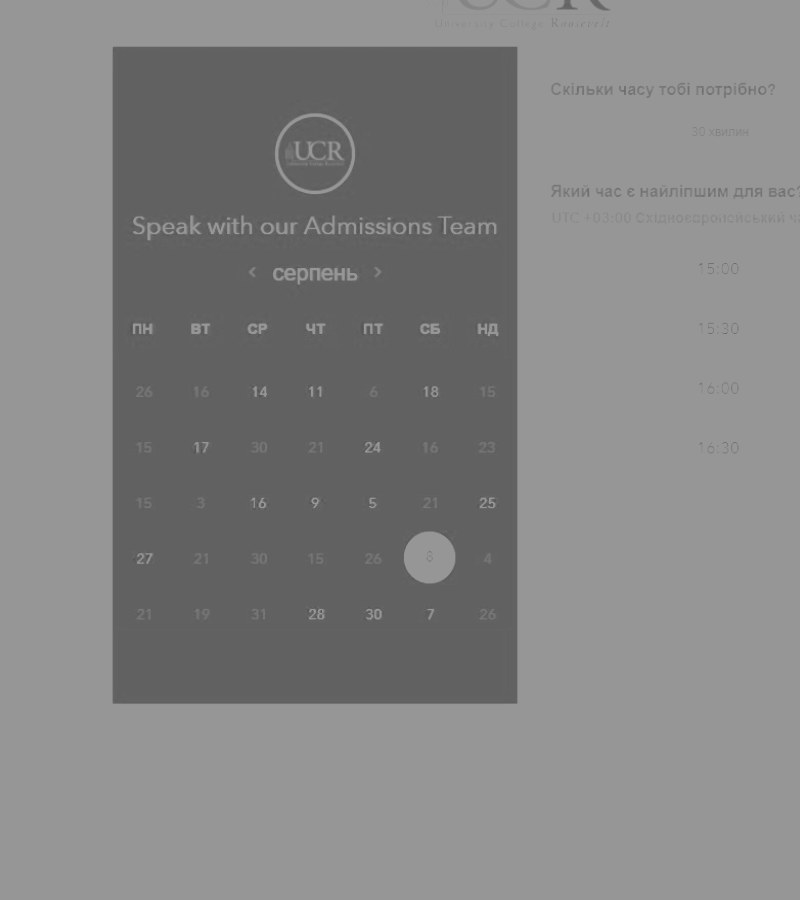 UCR
University College Roosevelt
UCR
Speak with our Admissions Team
‹ серпень ›
ПН ВТ СР ЧТ ПТ СБ НД
26 16 14 11 6 18 15
15 17 30 21 24 16 23
15 3 16 9 5 21 25
27 21 30 15 26 8 4
21 19 31 28 30 7 26
Скільки часу тобі потрібно?
30 хвилин
Який час є найліпшим для вас?
UTC +03:00
15:00
15:30
16:00
16:30